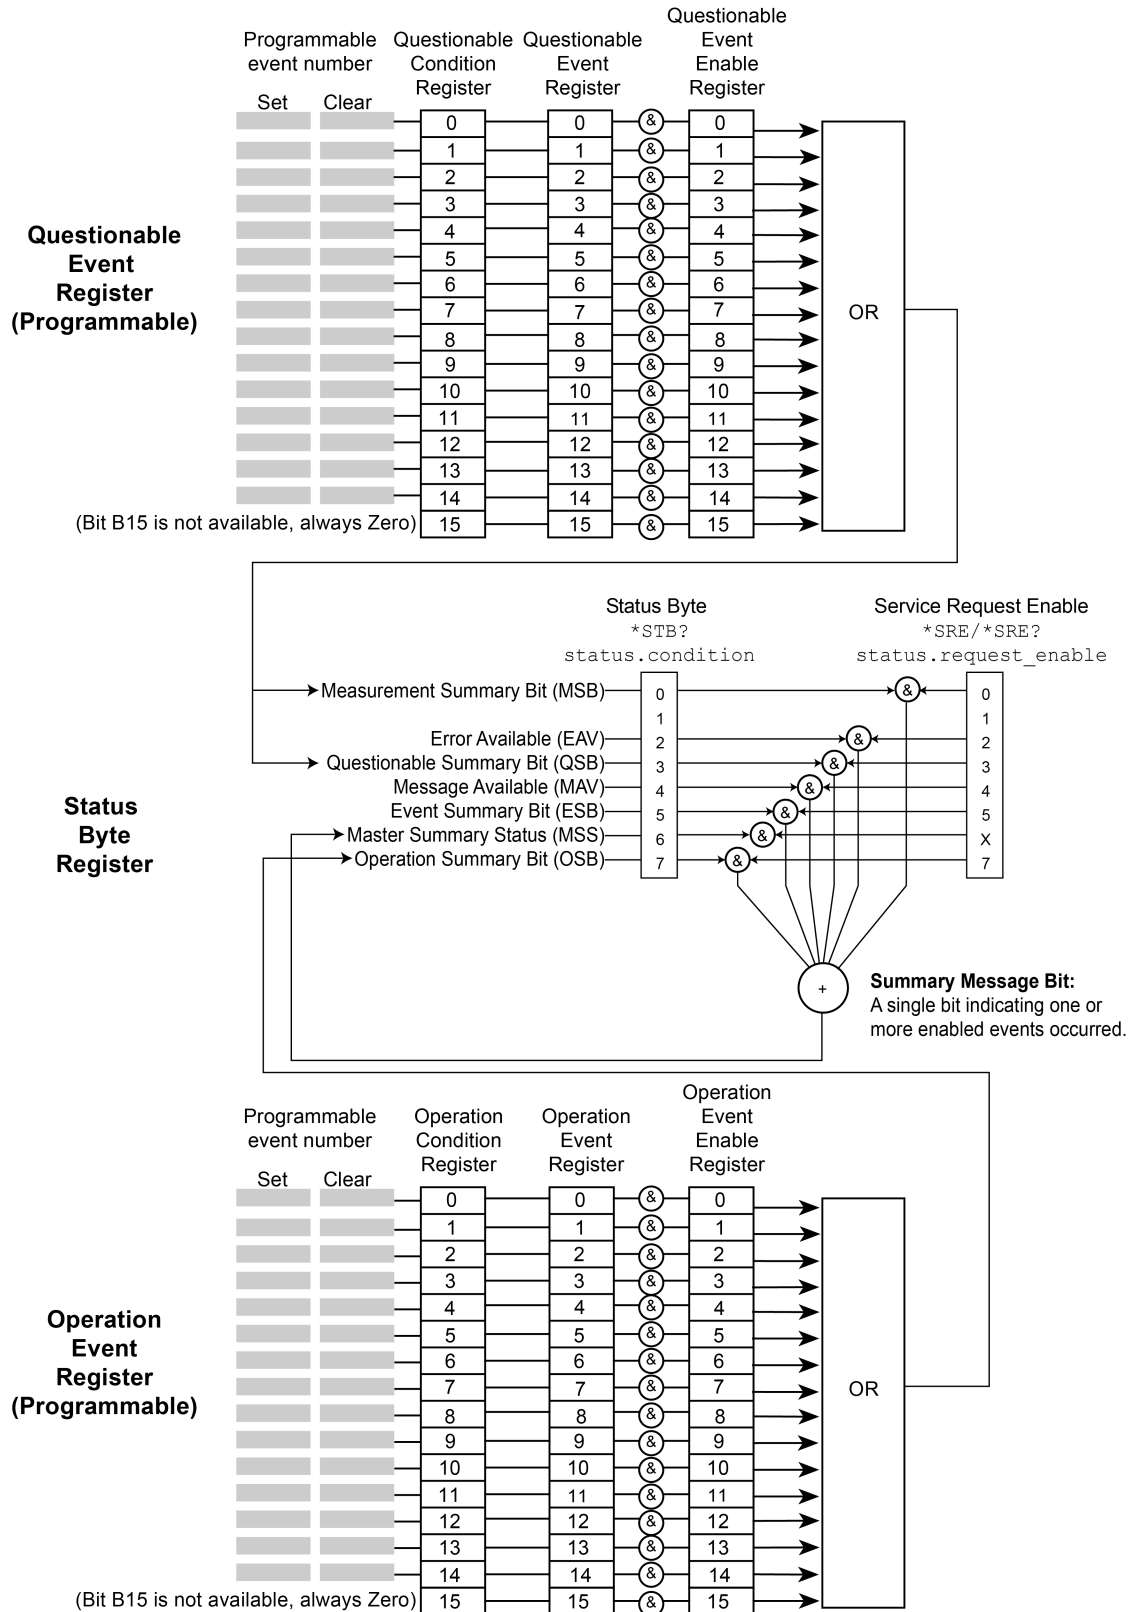 Programmable
event number
Questionable
Condition
Register
Questionable
Event
Register
Questionable
Event
Enable
Register
Set Clear
0 0 & 0
1 1 & 1
2 2 & 2
3 3 & 3
4 4 & 4
5 5 & 5
6 6 & 6
7 7 & 7
8 8 & 8
9 9 & 9
10 10 & 10
11 11 & 11
12 12 & 12
13 13 & 13
14 14 & 14
(Bit B15 is not available, always Zero) 15 15 & 15
Questionable
Event
Register
(Programmable)
OR
Status Byte
*STB?
status.condition
Service Request Enable
*SRE/*SRE?
status.request_enable
Measurement Summary Bit (MSB) 0 & 0
1 1
Error Available (EAV) 2 & 2
Questionable Summary Bit (QSB) 3 & 3
Message Available (MAV) 4 & 4
Event Summary Bit (ESB) 5 & 5
Master Summary Status (MSS) 6 & X
Operation Summary Bit (OSB) 7 & 7
Status
Byte
Register
+
Summary Message Bit:
A single bit indicating one or
more enabled events occurred.
Programmable
event number
Operation
Condition
Register
Operation
Event
Register
Operation
Event
Enable
Register
Set Clear
0 0 & 0
1 1 & 1
2 2 & 2
3 3 & 3
4 4 & 4
5 5 & 5
6 6 & 6
7 7 & 7
8 8 & 8
9 9 & 9
10 10 & 10
11 11 & 11
12 12 & 12
13 13 & 13
14 14 & 14
(Bit B15 is not available, always Zero) 15 15 & 15
Operation
Event
Register
(Programmable)
OR